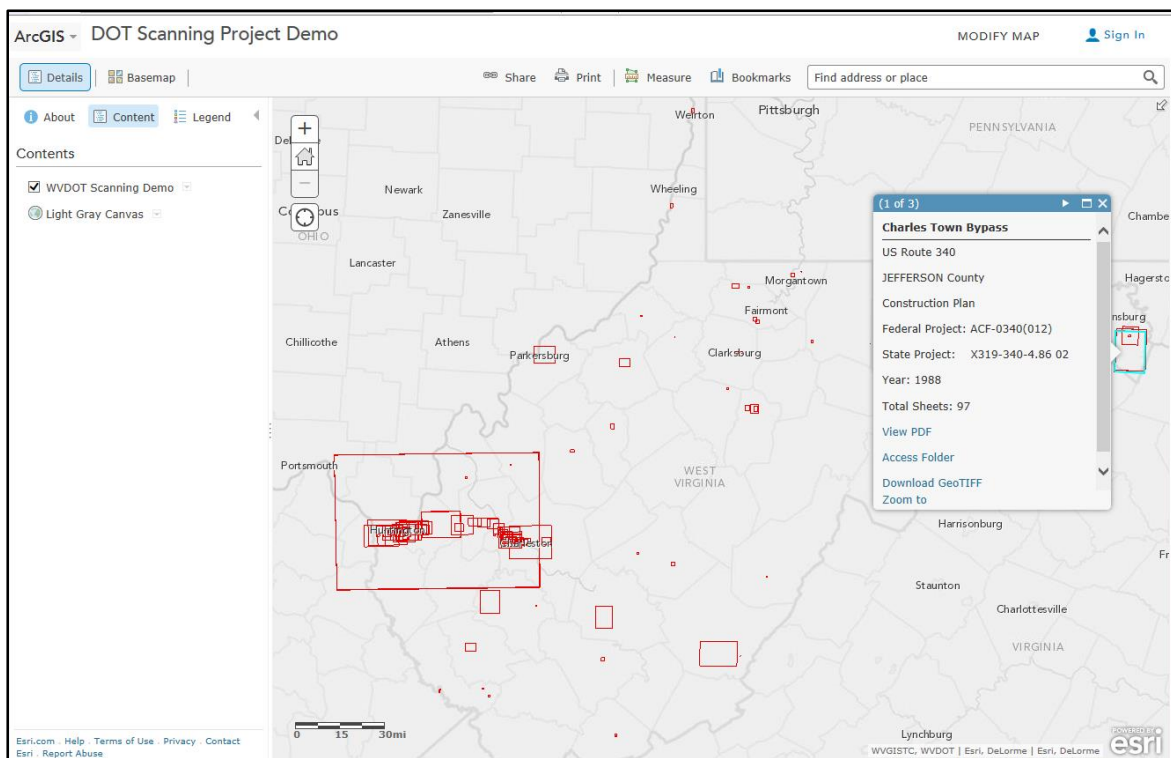 ArcGIS DOT Scanning Project Demo
MODIFY MAP Sign In
Details Basemap Share Print Measure Bookmarks Find address or place
About Content Legend
Contents
WVDOT Scanning Demo
Light Gray Canvas
Esri.com . Help . Terms of Use . Privacy . Contact
Esri . Report Abuse
Weirton
Pittsburgh
PENNSYLVANIA
Newark
Wheeling
Zanesville
OHIO
Lancaster
Morgantown
Fairmont
Chillicothe
Athens
Parkersburg
Clarksburg
Portsmouth
WEST
VIRGINIA
Huntington
Charleston
Harrisonburg
Staunton
Charlottesville
VIRGINIA
Lynchburg
(1 of 3)
Charles Town Bypass
US Route 340
JEFFERSON County
Construction Plan
Federal Project: ACF-0340(012)
State Project: X319-340-4.86 02
Year: 1988
Total Sheets: 97
View PDF
Access Folder
Download GeoTIFF
Zoom to
0 15 30mi
POWERED BY
esri
WVGISTC, WVDOT | Esri, DeLorme | Esri, DeLorme